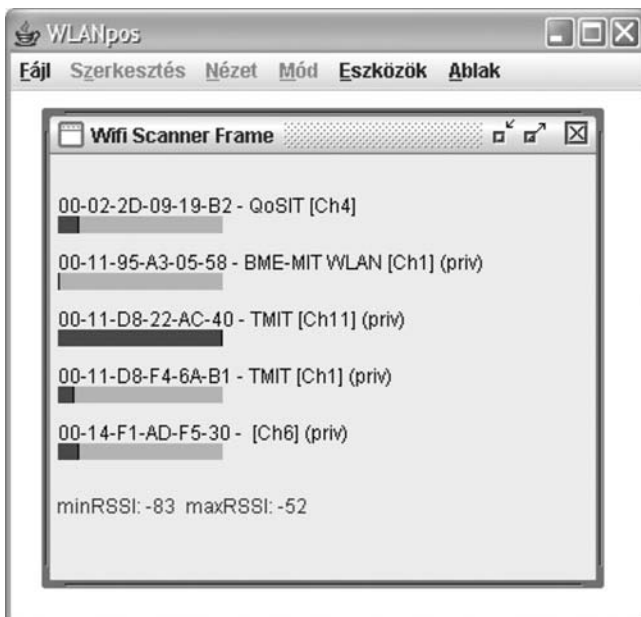 WLANpos
Fájl Szerkesztés Nézet Mód Eszközök Ablak
Wifi Scanner Frame
00-02-2D-09-19-B2 - QoSIT [Ch4]
00-11-95-A3-05-58 - BME-MIT WLAN [Ch1] (priv)
00-11-D8-22-AC-40 - TMIT [Ch11] (priv)
00-11-D8-F4-6A-B1 - TMIT [Ch1] (priv)
00-14-F1-AD-F5-30 - [Ch6] (priv)
minRSSI: -83 maxRSSI: -52